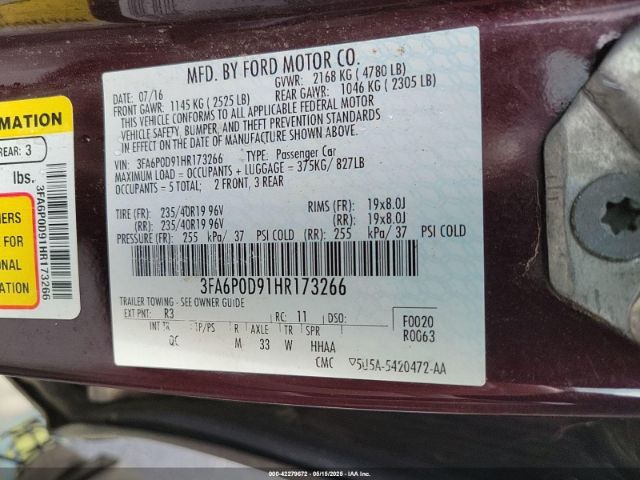 MFD. BY FORD MOTOR CO.
DATE: 07/16 GVWR: 2168 KG ( 4780 LB)
FRONT GAWR: 1145 KG ( 2525 LB) REAR GAWR: 1046 KG ( 2305 LB)
THIS VEHICLE CONFORMS TO ALL APPLICABLE FEDERAL MOTOR
VEHICLE SAFETY, BUMPER, AND THEFT PREVENTION STANDARDS
IN EFFECT ON THE DATE OF MANUFACTURE SHOWN ABOVE.
VIN: 3FA6P0D91HR173266 TYPE: Passenger Car
MAXIMUM LOAD = OCCUPANTS + LUGGAGE = 375KG/ 827LB
OCCUPANTS = 5 TOTAL; 2 FRONT, 3 REAR
TIRE (FR): 235/40R19 96V RIMS (FR): 19x8.0J
(RR): 235/40R19 96V (RR): 19x8.0J
PRESSURE (FR): 255 kPa/ 37 PSI COLD (RR): 255 kPa/ 37 PSI COLD
3FA6P0D91HR173266
TRAILER TOWING - SEE OWNER GUIDE
EXT PNT: R3 RC: 11 DSO: F0020
INT TR TP/PS R AXLE TR SPR R0063
QC M 33 W HHAA
CMC 5U5A-5420472-AA
RMATION
REAR: 3
lbs.
3FA6P0D91HR173266
MERS
E FOR
ONAL
ATION
002-42279672 - 05/15/2025 - IAA Inc.